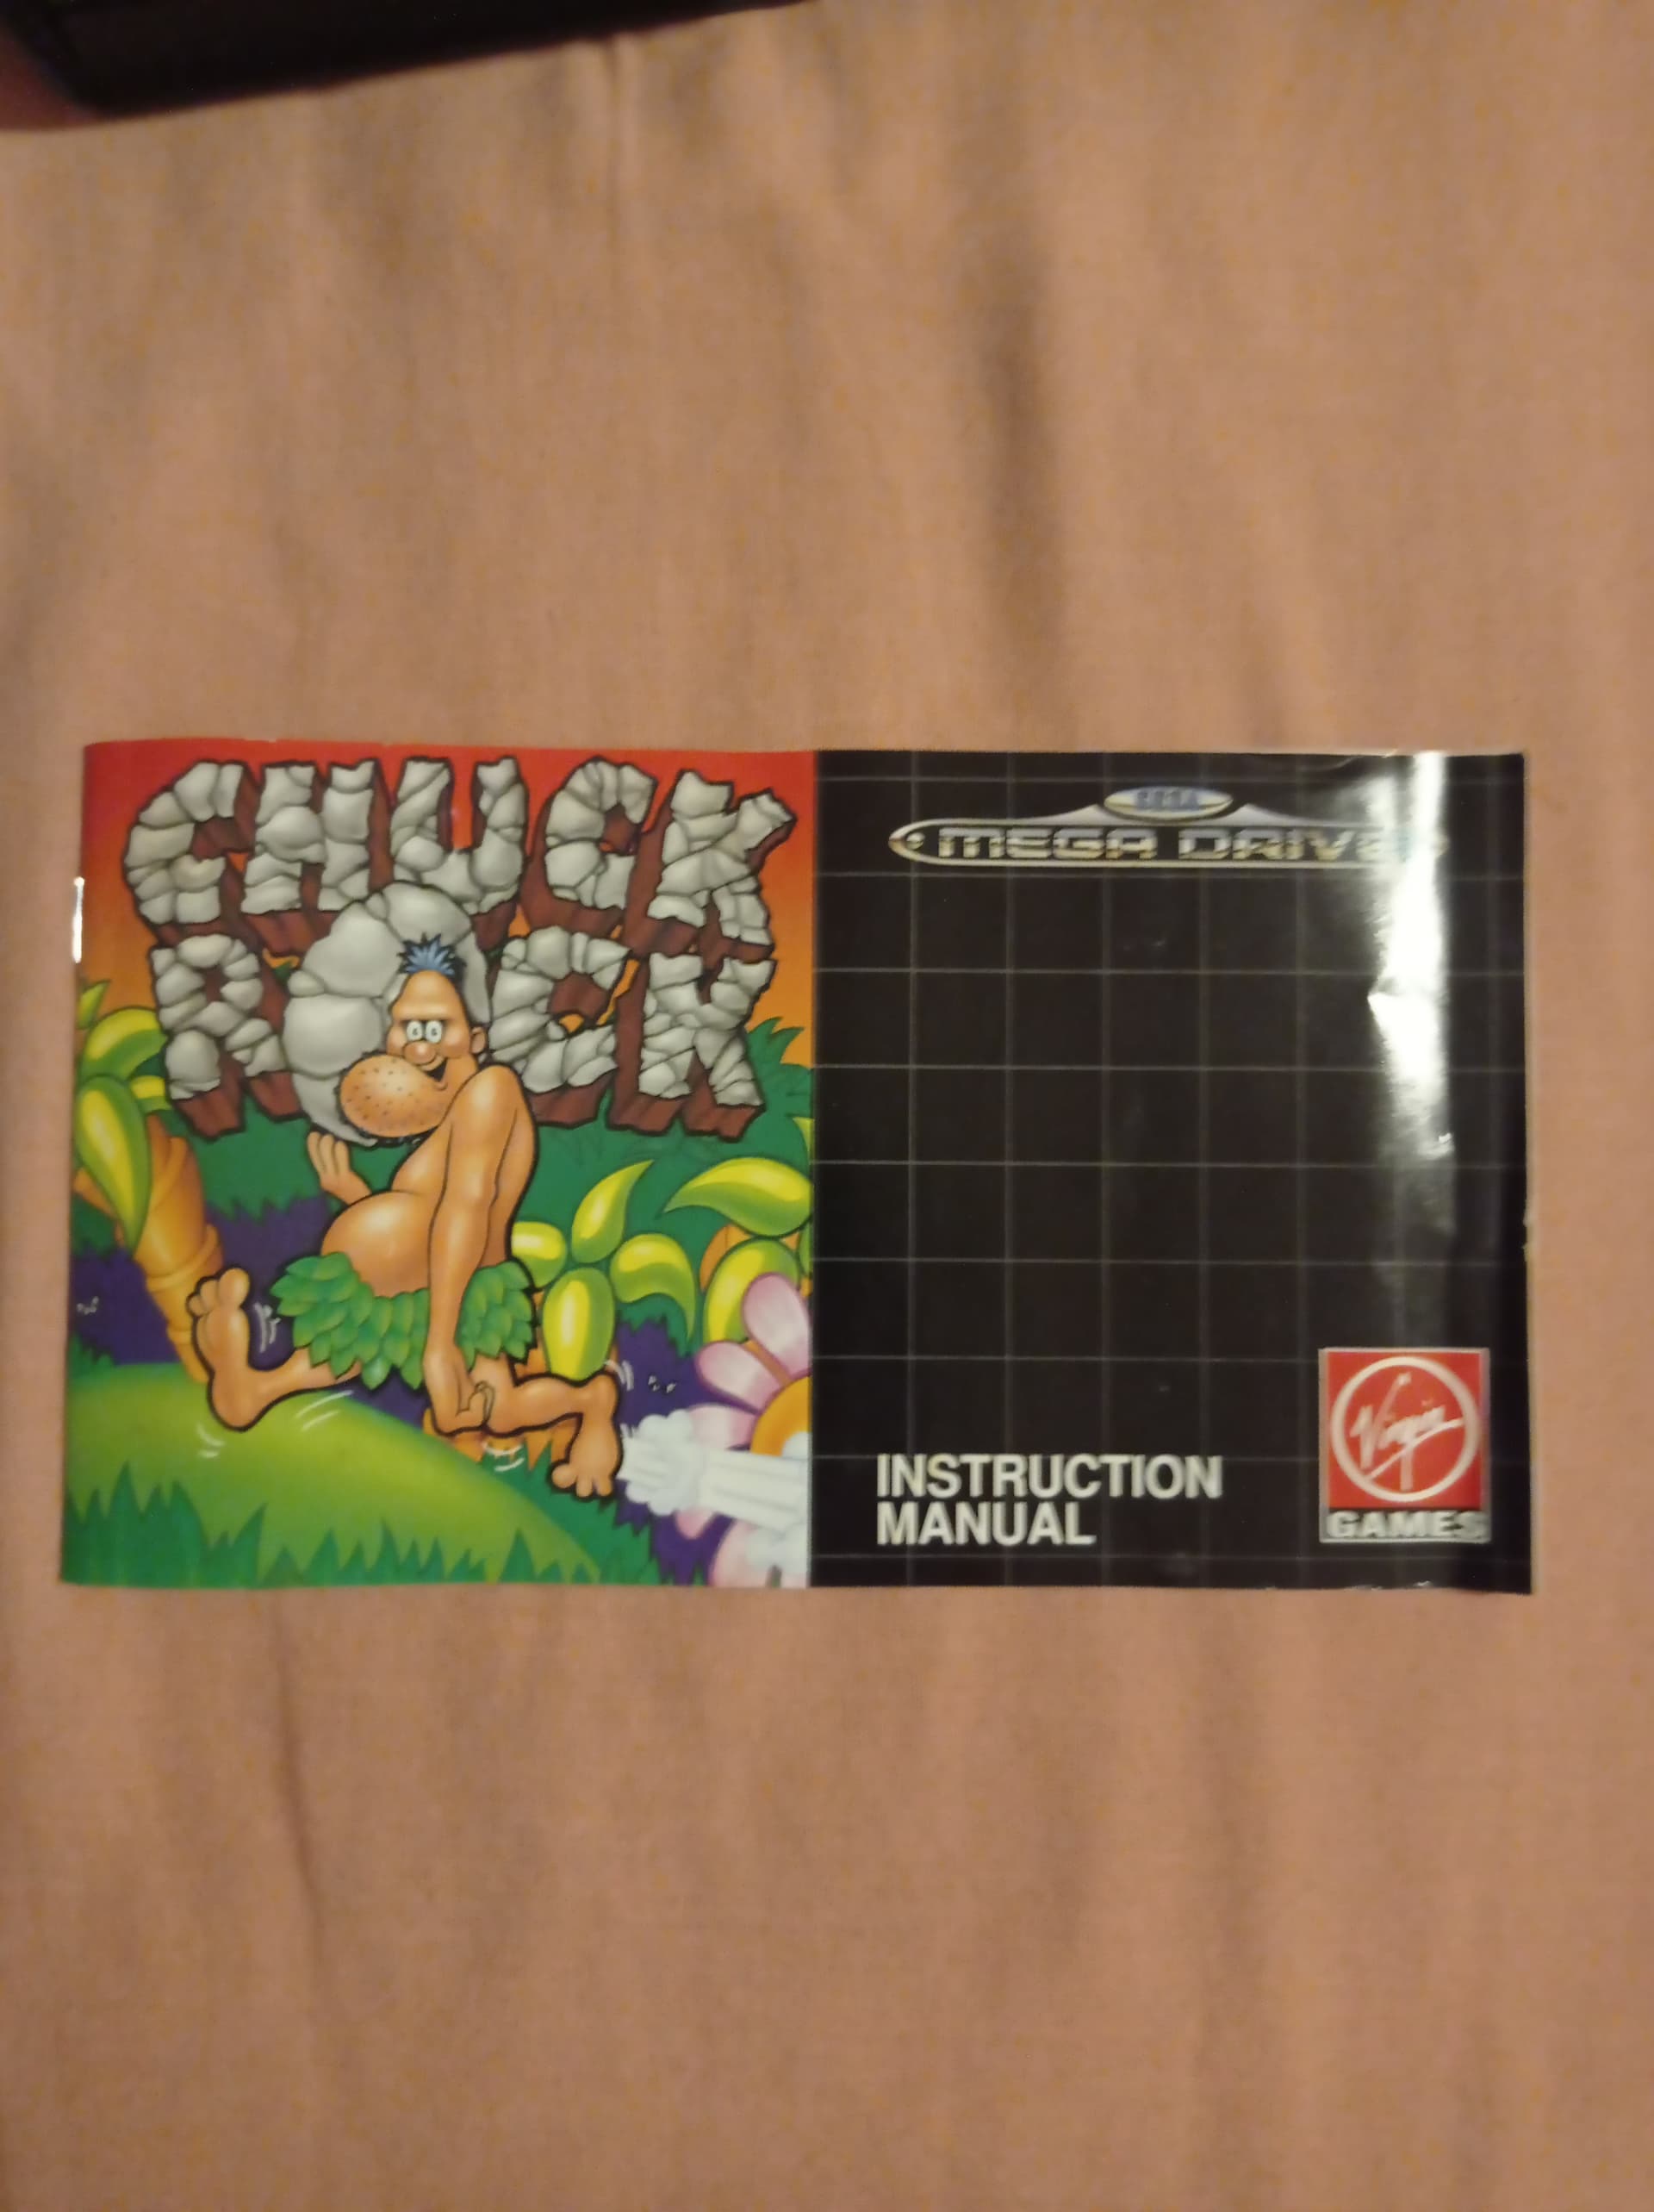 CHUCK
ROCK
SEGA
MEGA DRIVE
INSTRUCTION
MANUAL
Virgin
GAMES